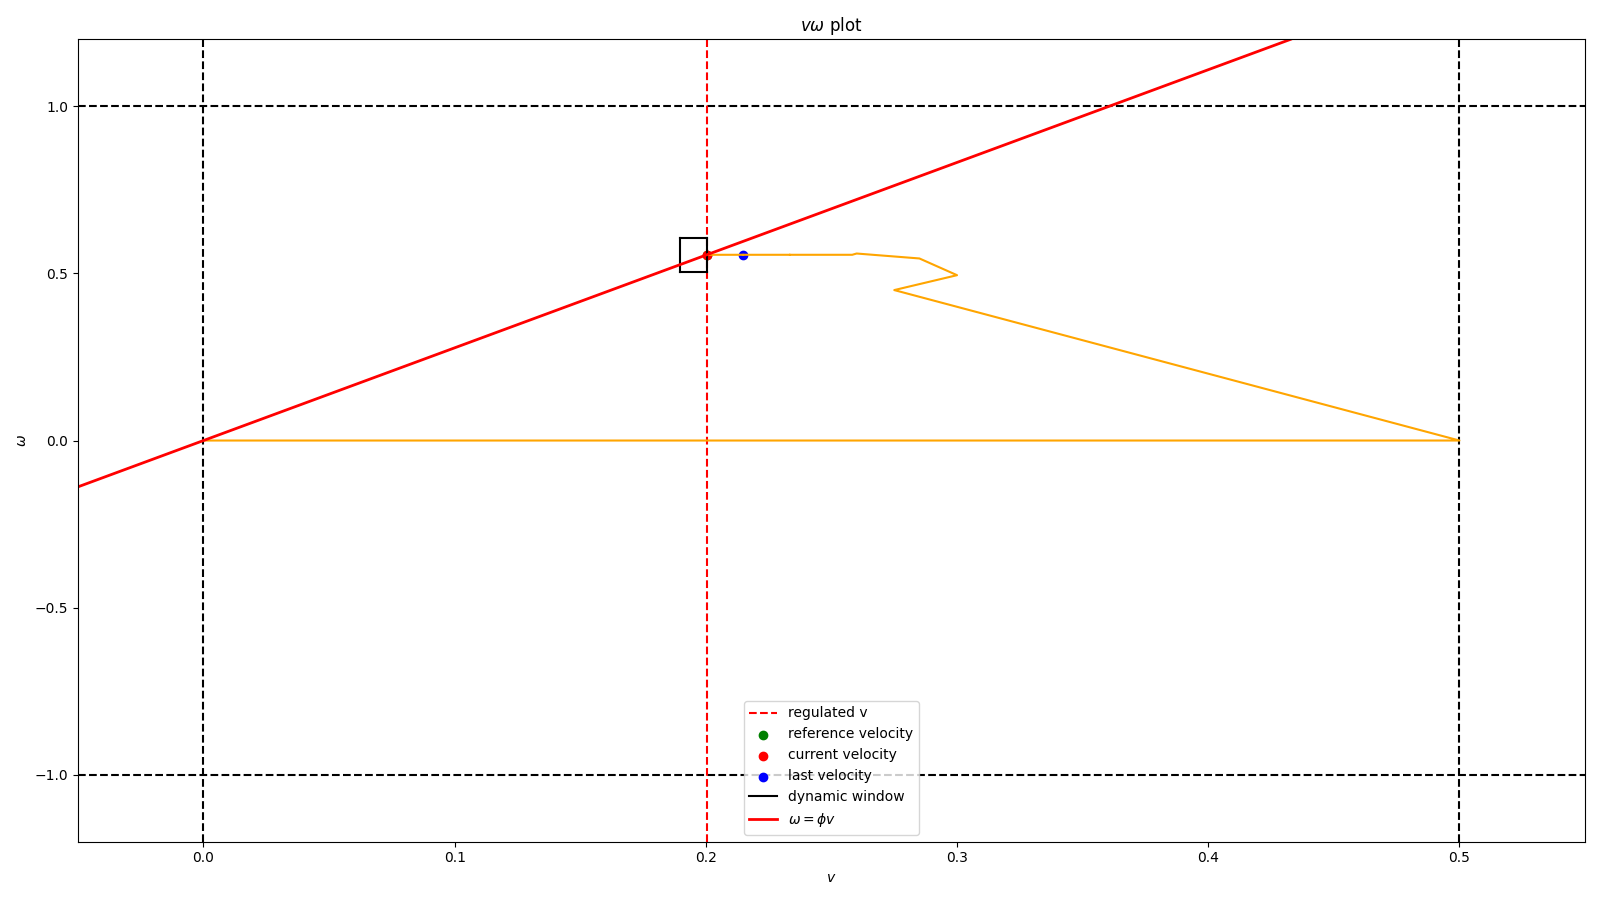 vω plot
1.0
0.5
0.0
−0.5
−1.0
ω
regulated v
reference velocity
current velocity
last velocity
dynamic window
ω = ϕv
0.0 0.1 0.2 0.3 0.4 0.5
v